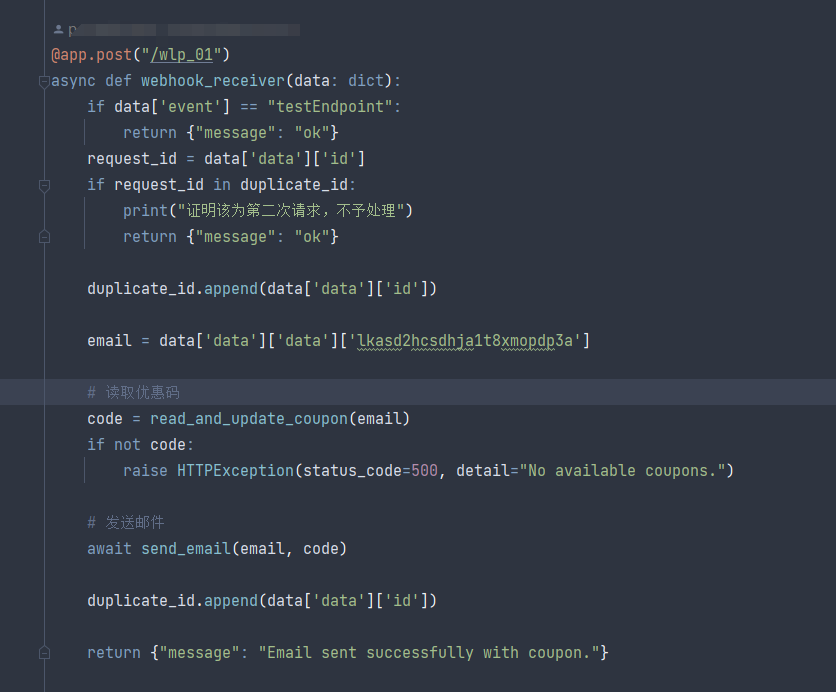 @app.post("/wlp_01")
async def webhook_receiver(data: dict):
if data['event'] == "testEndpoint":
return {"message": "ok"}
request_id = data['data']['id']
if request_id in duplicate_id:
print("证明该为第二次请求，不予处理")
return {"message": "ok"}
duplicate_id.append(data['data']['id'])
email = data['data']['data']['lkasd2hcsdhja1t8xmopdp3a']
# 读取优惠码
code = read_and_update_coupon(email)
if not code:
raise HTTPException(status_code=500, detail="No available coupons.")
# 发送邮件
await send_email(email, code)
duplicate_id.append(data['data']['id'])
return {"message": "Email sent successfully with coupon."}